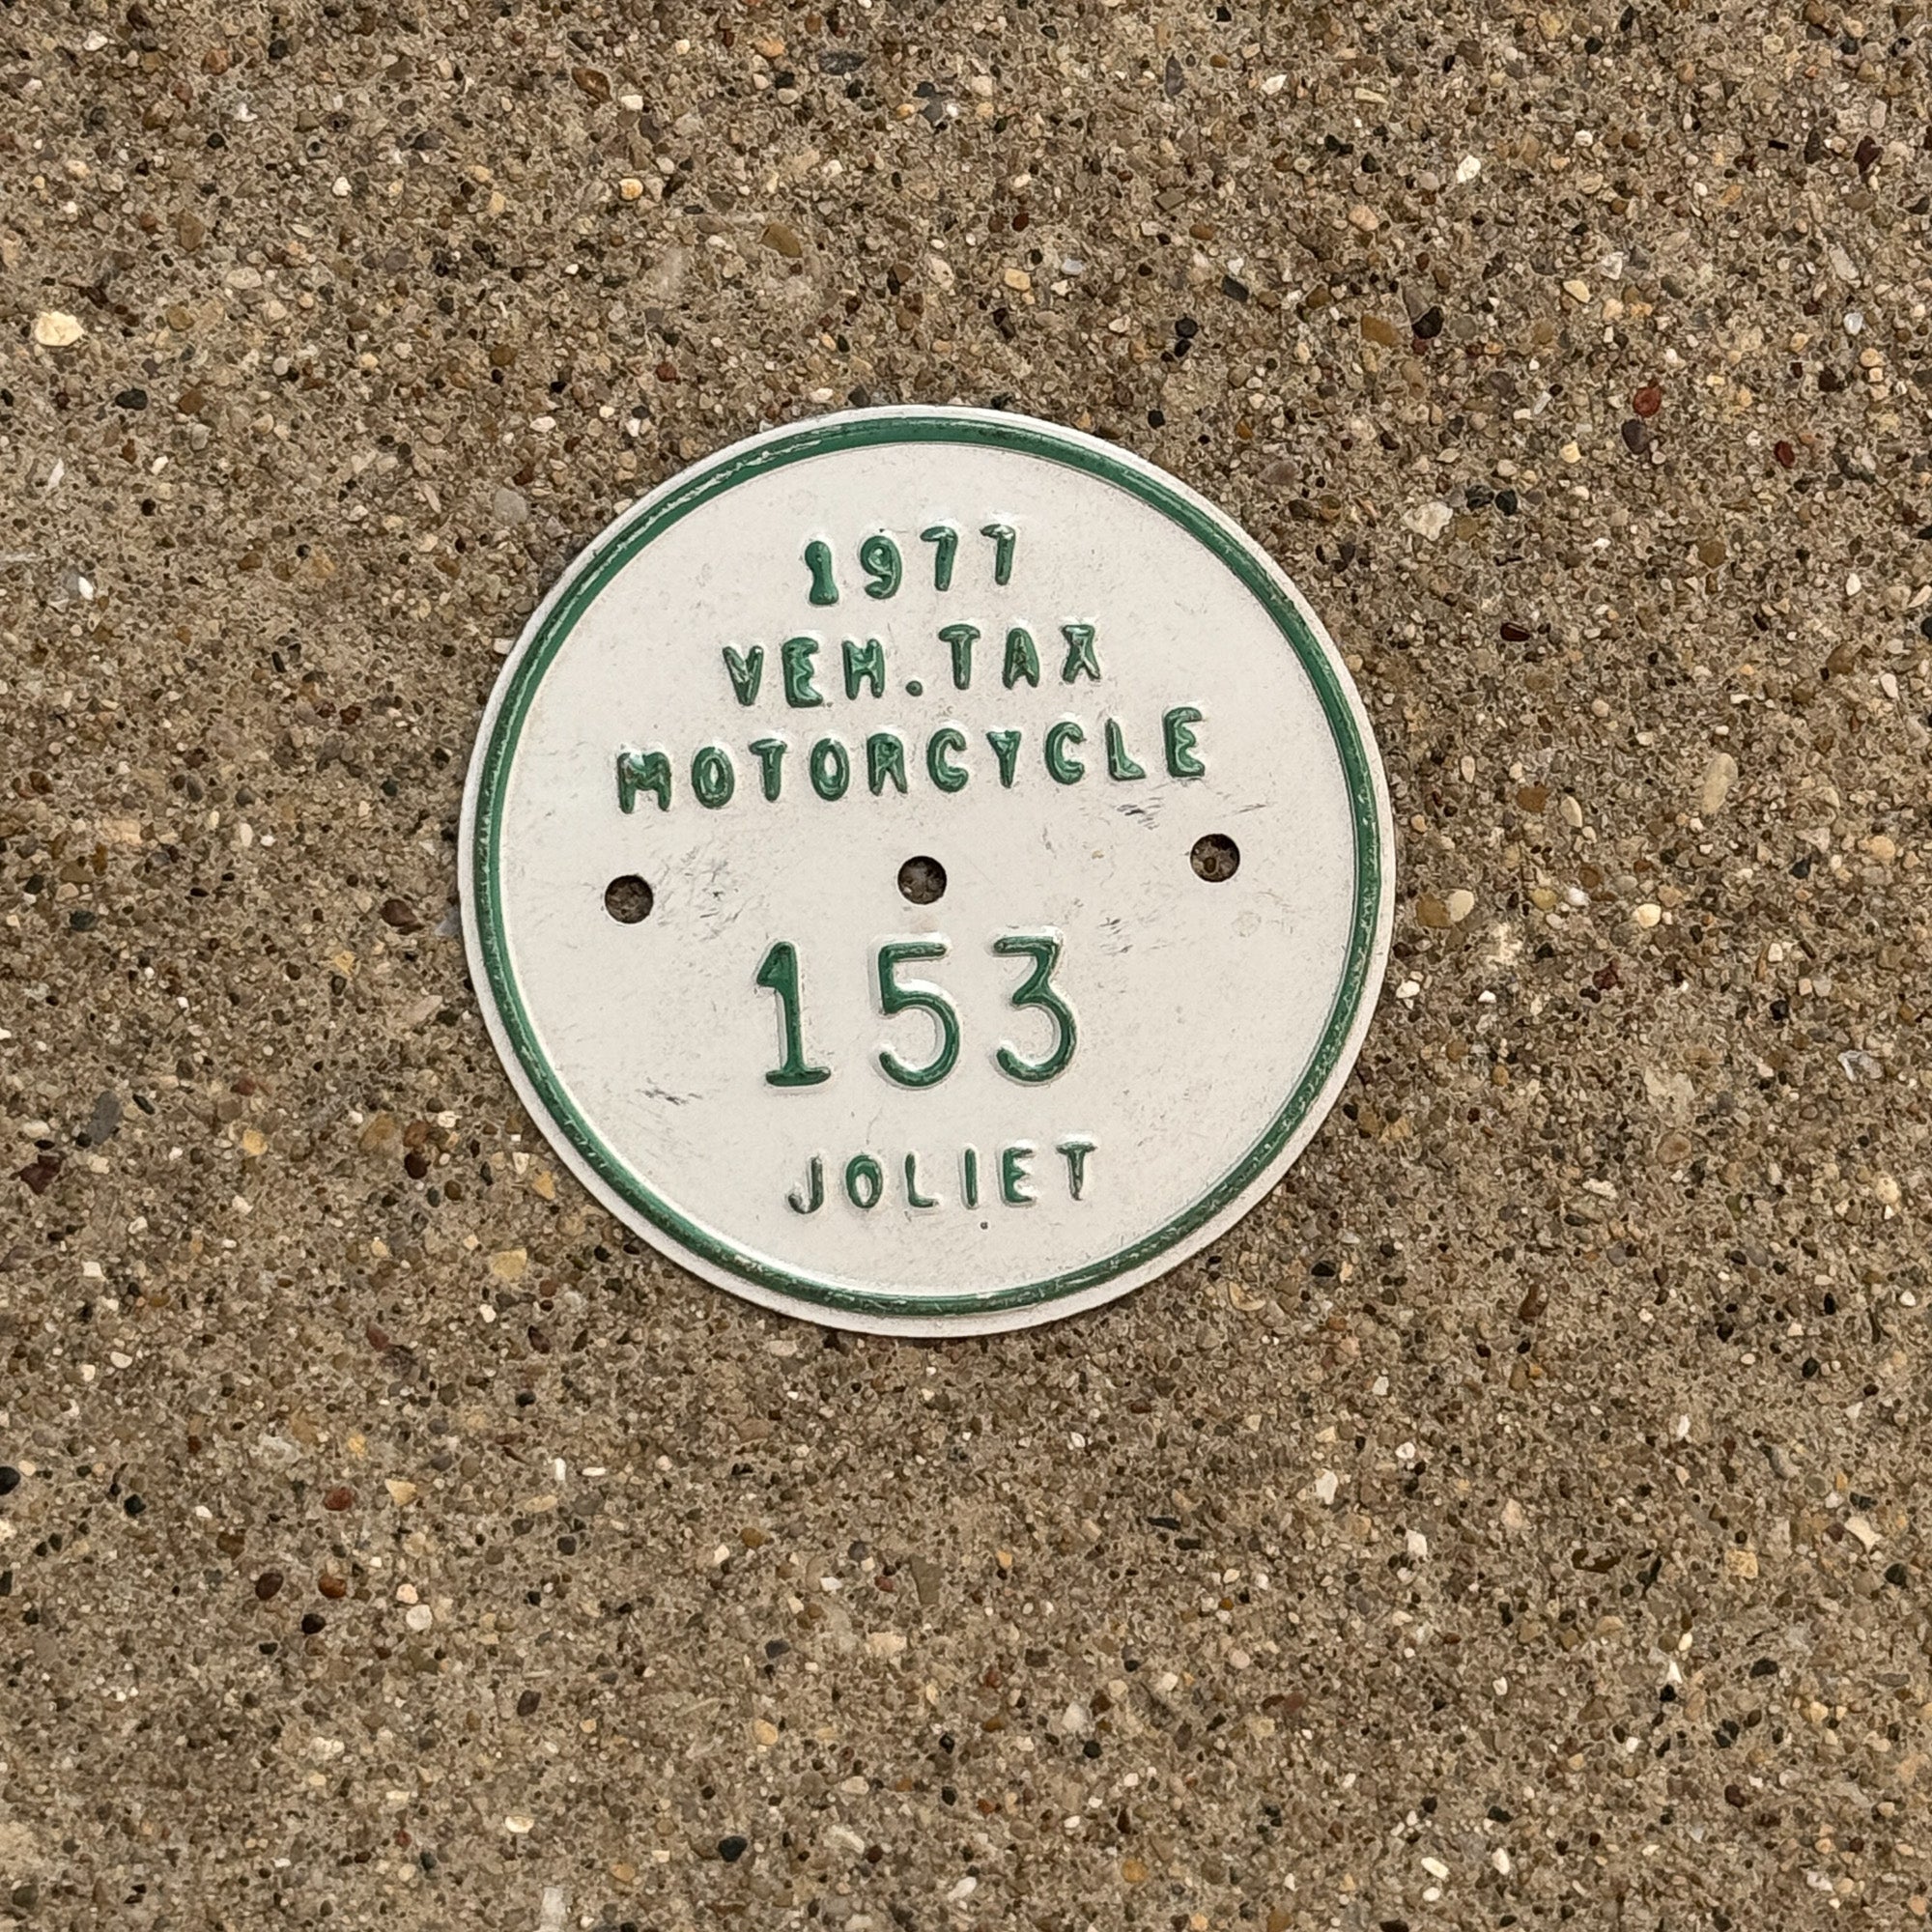 1977
VEH.TAX
MOTORCYCLE
153
JOLIET